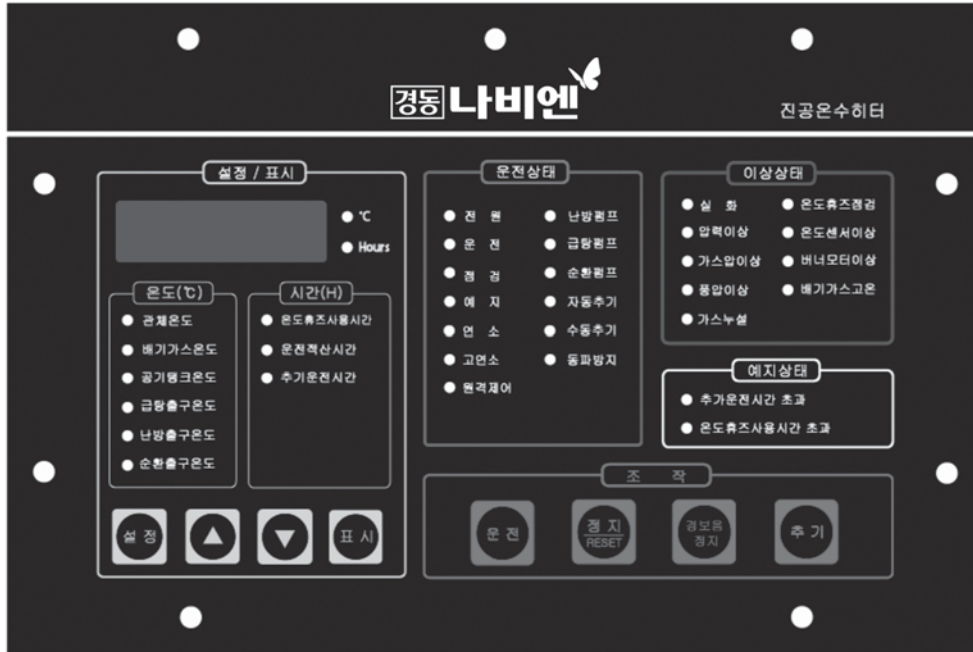 경동 나비엔
진공온수히터
설정 / 표시
℃
Hours
온도(℃)
관체온도
배기가스온도
공기탱크온도
급탕출구온도
난방출구온도
순환출구온도
시간(H)
온도휴즈사용시간
운전적산시간
추기운전시간
설 정
▲
▼
표 시
운전상태
전 원
운 전
점 검
예 지
연 소
고연소
원격제어
난방펌프
급탕펌프
순환펌프
자동추기
수동추기
동파방지
이상상태
실 화
압력이상
가스압이상
풍압이상
가스누설
온도휴즈점검
온도센서이상
버너모터이상
배기가스고온
예지상태
추가운전시간 초과
온도휴즈사용시간 초과
조 작
운 전
정 지
RESET
경보음
정지
추 기